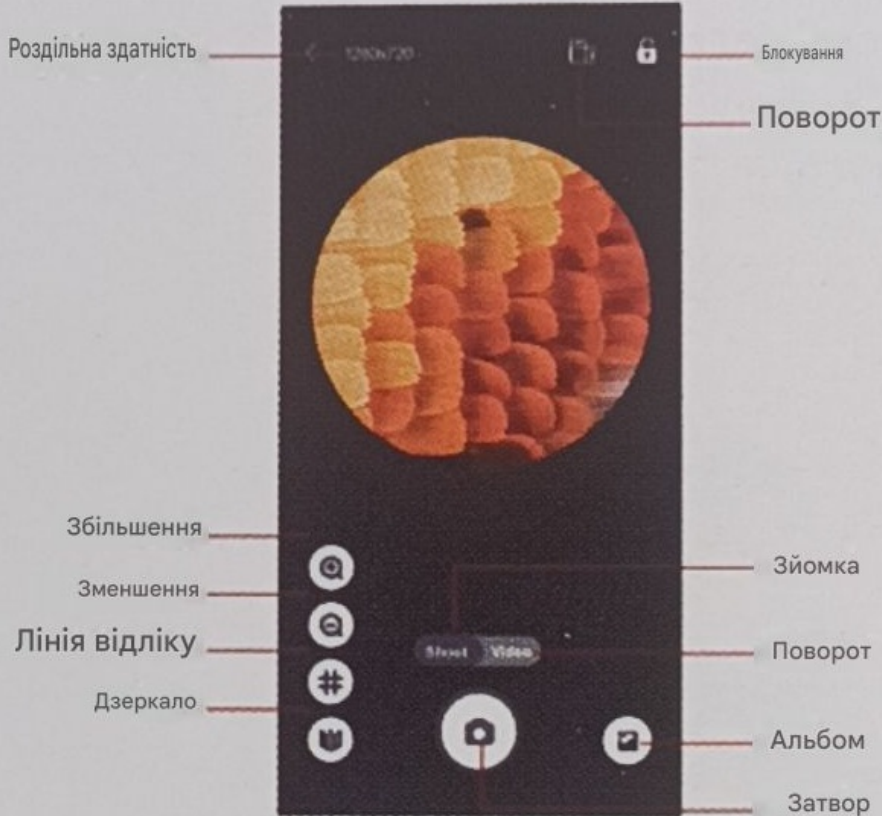 Роздільна здатність
1280x720
Блокування
Поворот
Збільшення
Зменшення
Лінія відліку
Дзеркало
Shoot Video
Зйомка
Поворот
Альбом
Затвор